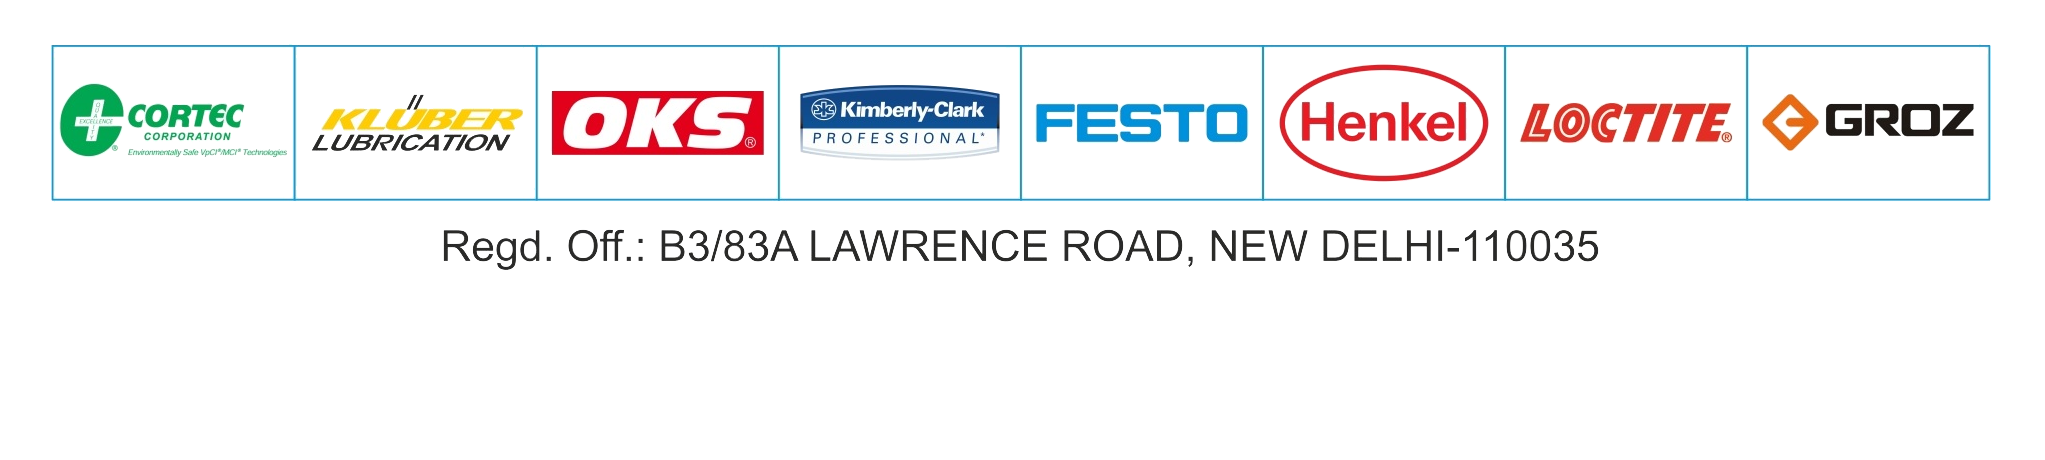 QUALITY
EXCELLENCE
CORTEC
CORPORATION
Environmentally Safe VpCI®/MCI® Technologies
KLÜBER
LUBRICATION
OKS®
Kimberly-Clark
PROFESSIONAL*
FESTO
Henkel
LOCTITE®
GROZ
Regd. Off.: B3/83A LAWRENCE ROAD, NEW DELHI-110035